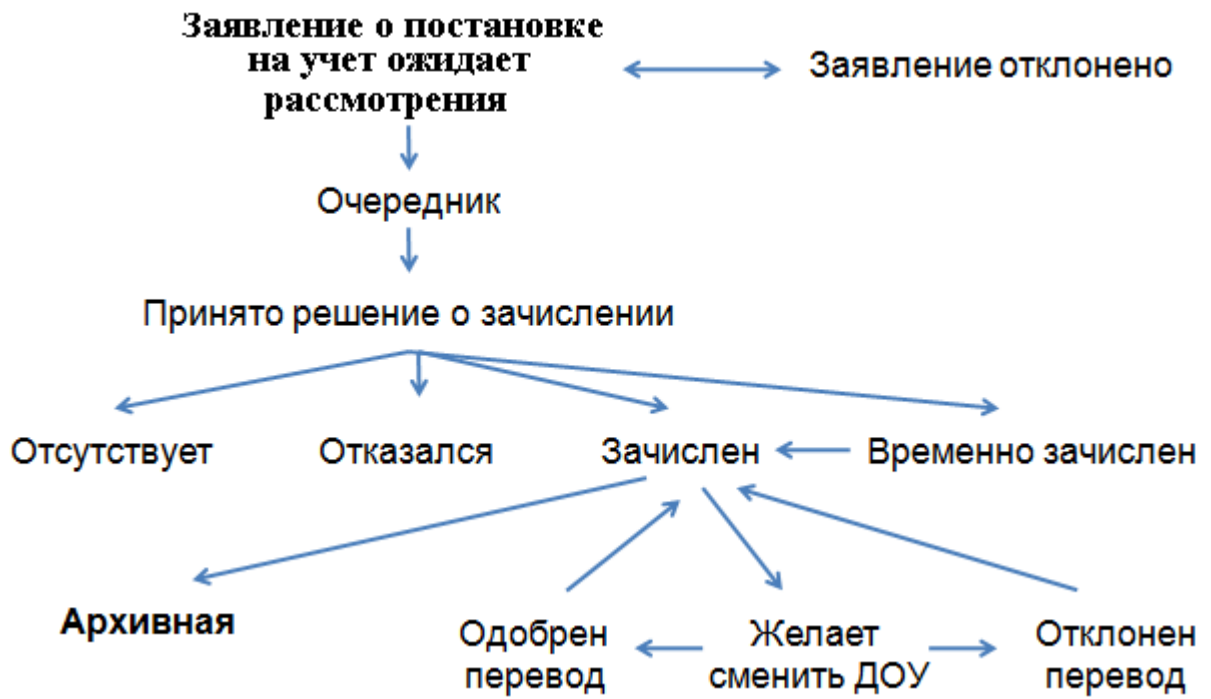 Заявление о постановке
на учет ожидает
рассмотрения
Заявление отклонено
Очередник
Принято решение о зачислении
Отсутствует
Отказался
Зачислен
Временно зачислен
Архивная
Одобрен
перевод
Желает
сменить ДОУ
Отклонен
перевод